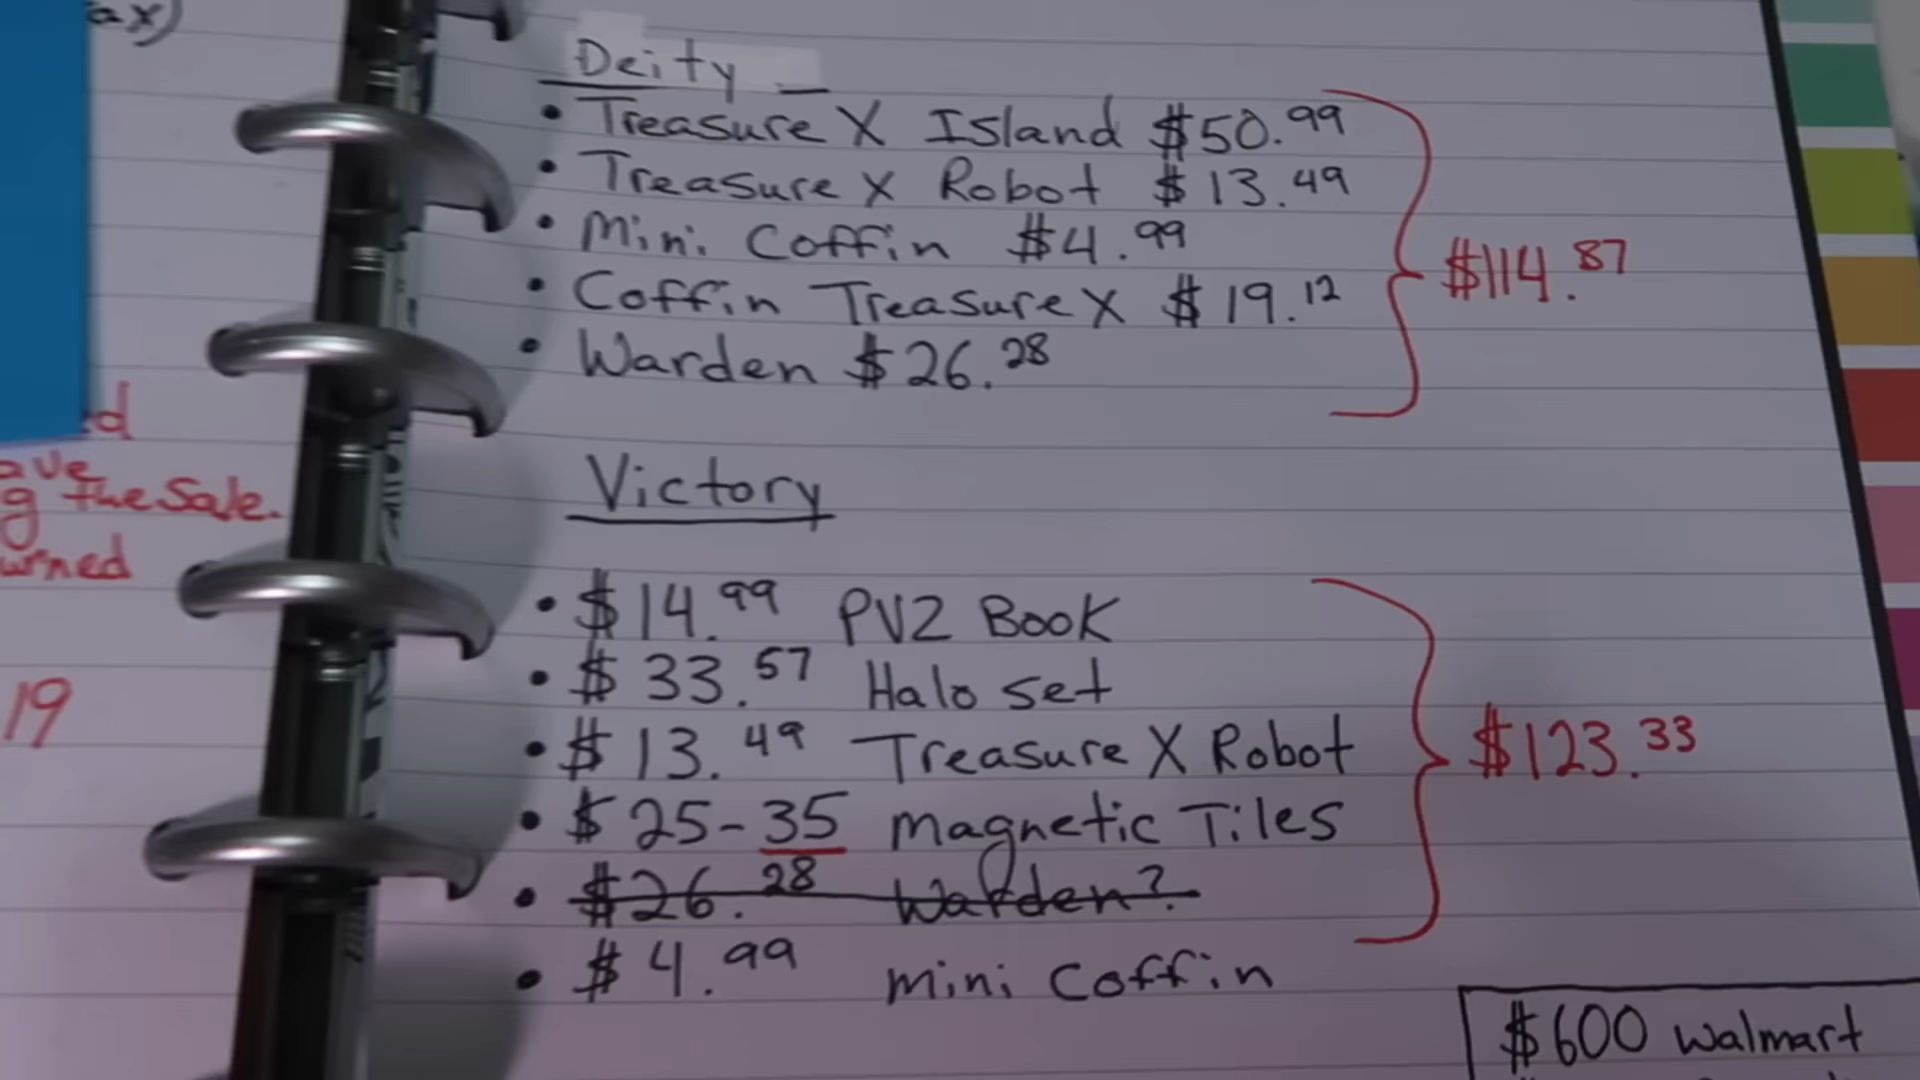 ax)
Deity
• Treasure X Island $50.99
• Treasure X Robot $13.49
• Mini Coffin $4.99
• Coffin Treasure X $19.12
• Warden $26.28
$114.87
the Sale.
19
Victory
• $14.99 PVZ Book
• $33.57 Halo set
• $13.49 Treasure X Robot
• $25-35 Magnetic Tiles
• $26.28 Warden?
• $4.99 mini Coffin
$123.33
$600 Walmart